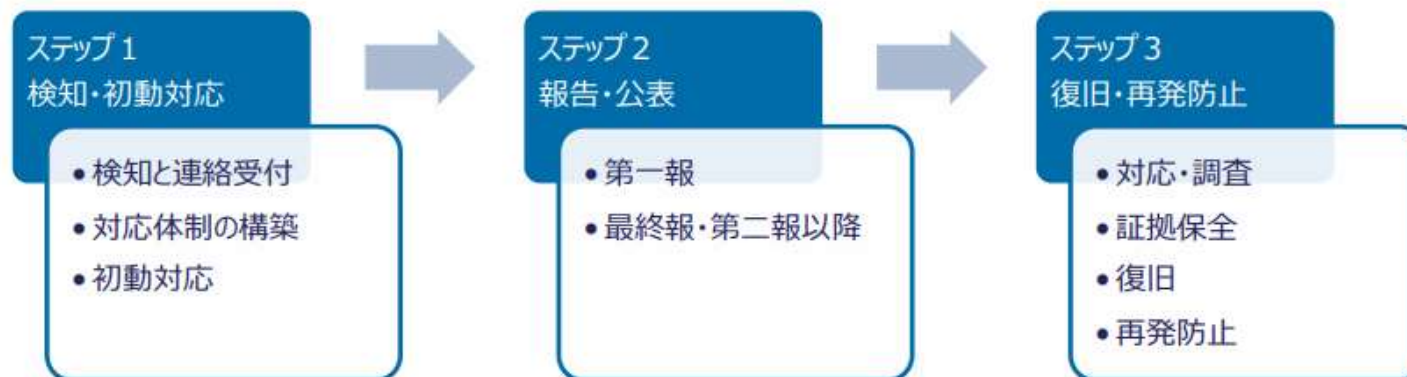 ステップ1
検知・初動対応
• 検知と連絡受付
• 対応体制の構築
• 初動対応
ステップ2
報告・公表
• 第一報
• 最終報・第二報以降
ステップ3
復旧・再発防止
• 対応・調査
• 証拠保全
• 復旧
• 再発防止